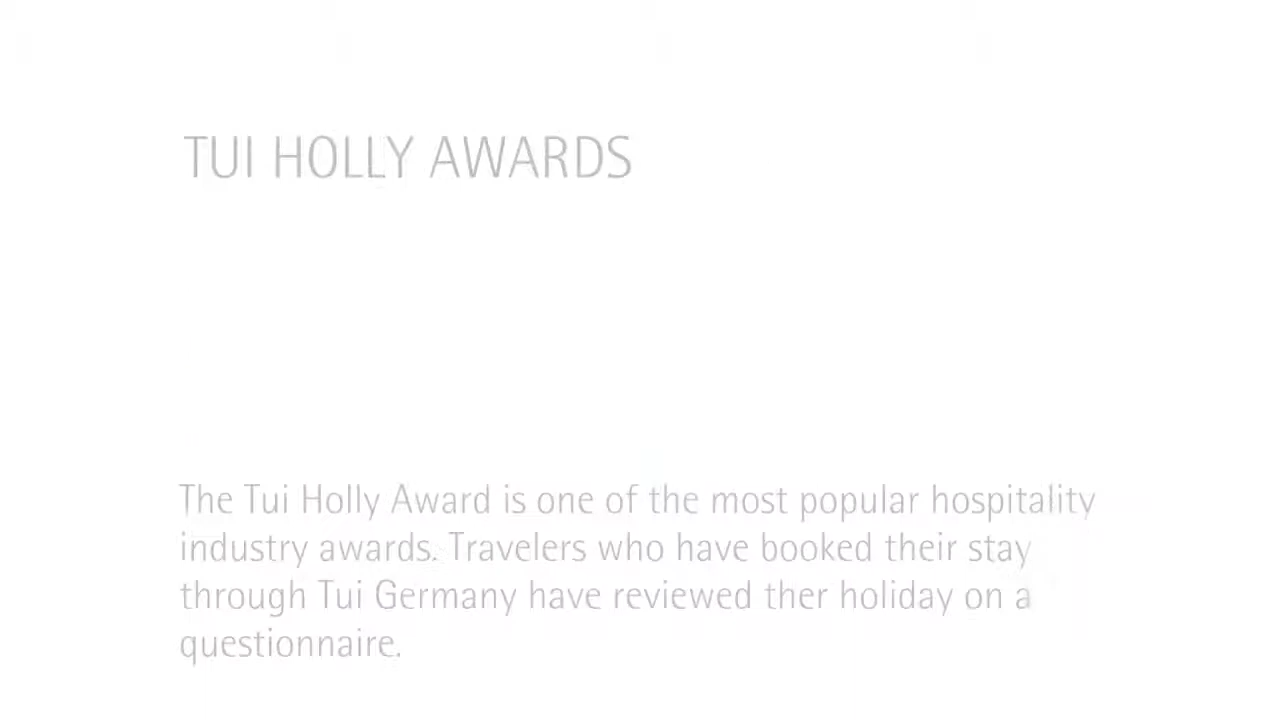 TUI HOLLY AWARDS
The Tui Holly Award is one of the most popular hospitality
industry awards. Travelers who have booked their stay
through Tui Germany have reviewed ther holiday on a
questionnaire.